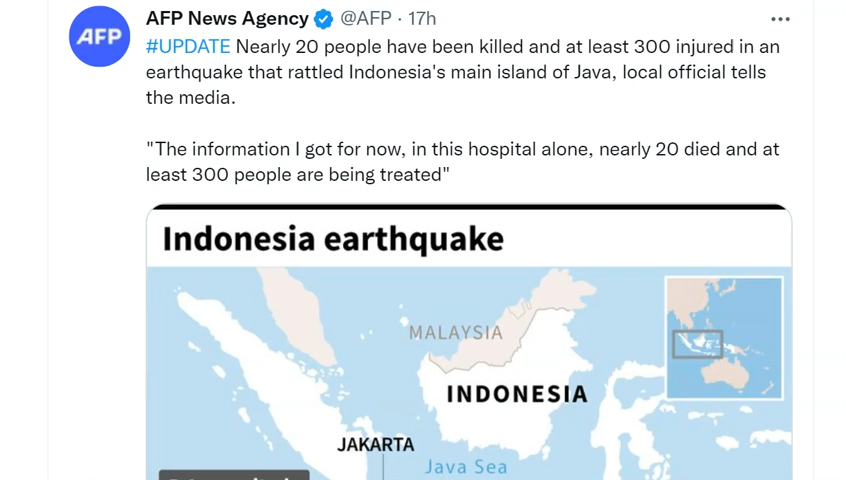 AFP
AFP News Agency @AFP · 17h
#UPDATE Nearly 20 people have been killed and at least 300 injured in an
earthquake that rattled Indonesia's main island of Java, local official tells
the media.
"The information I got for now, in this hospital alone, nearly 20 died and at
least 300 people are being treated"
Indonesia earthquake
MALAYSIA
INDONESIA
JAKARTA
Java Sea